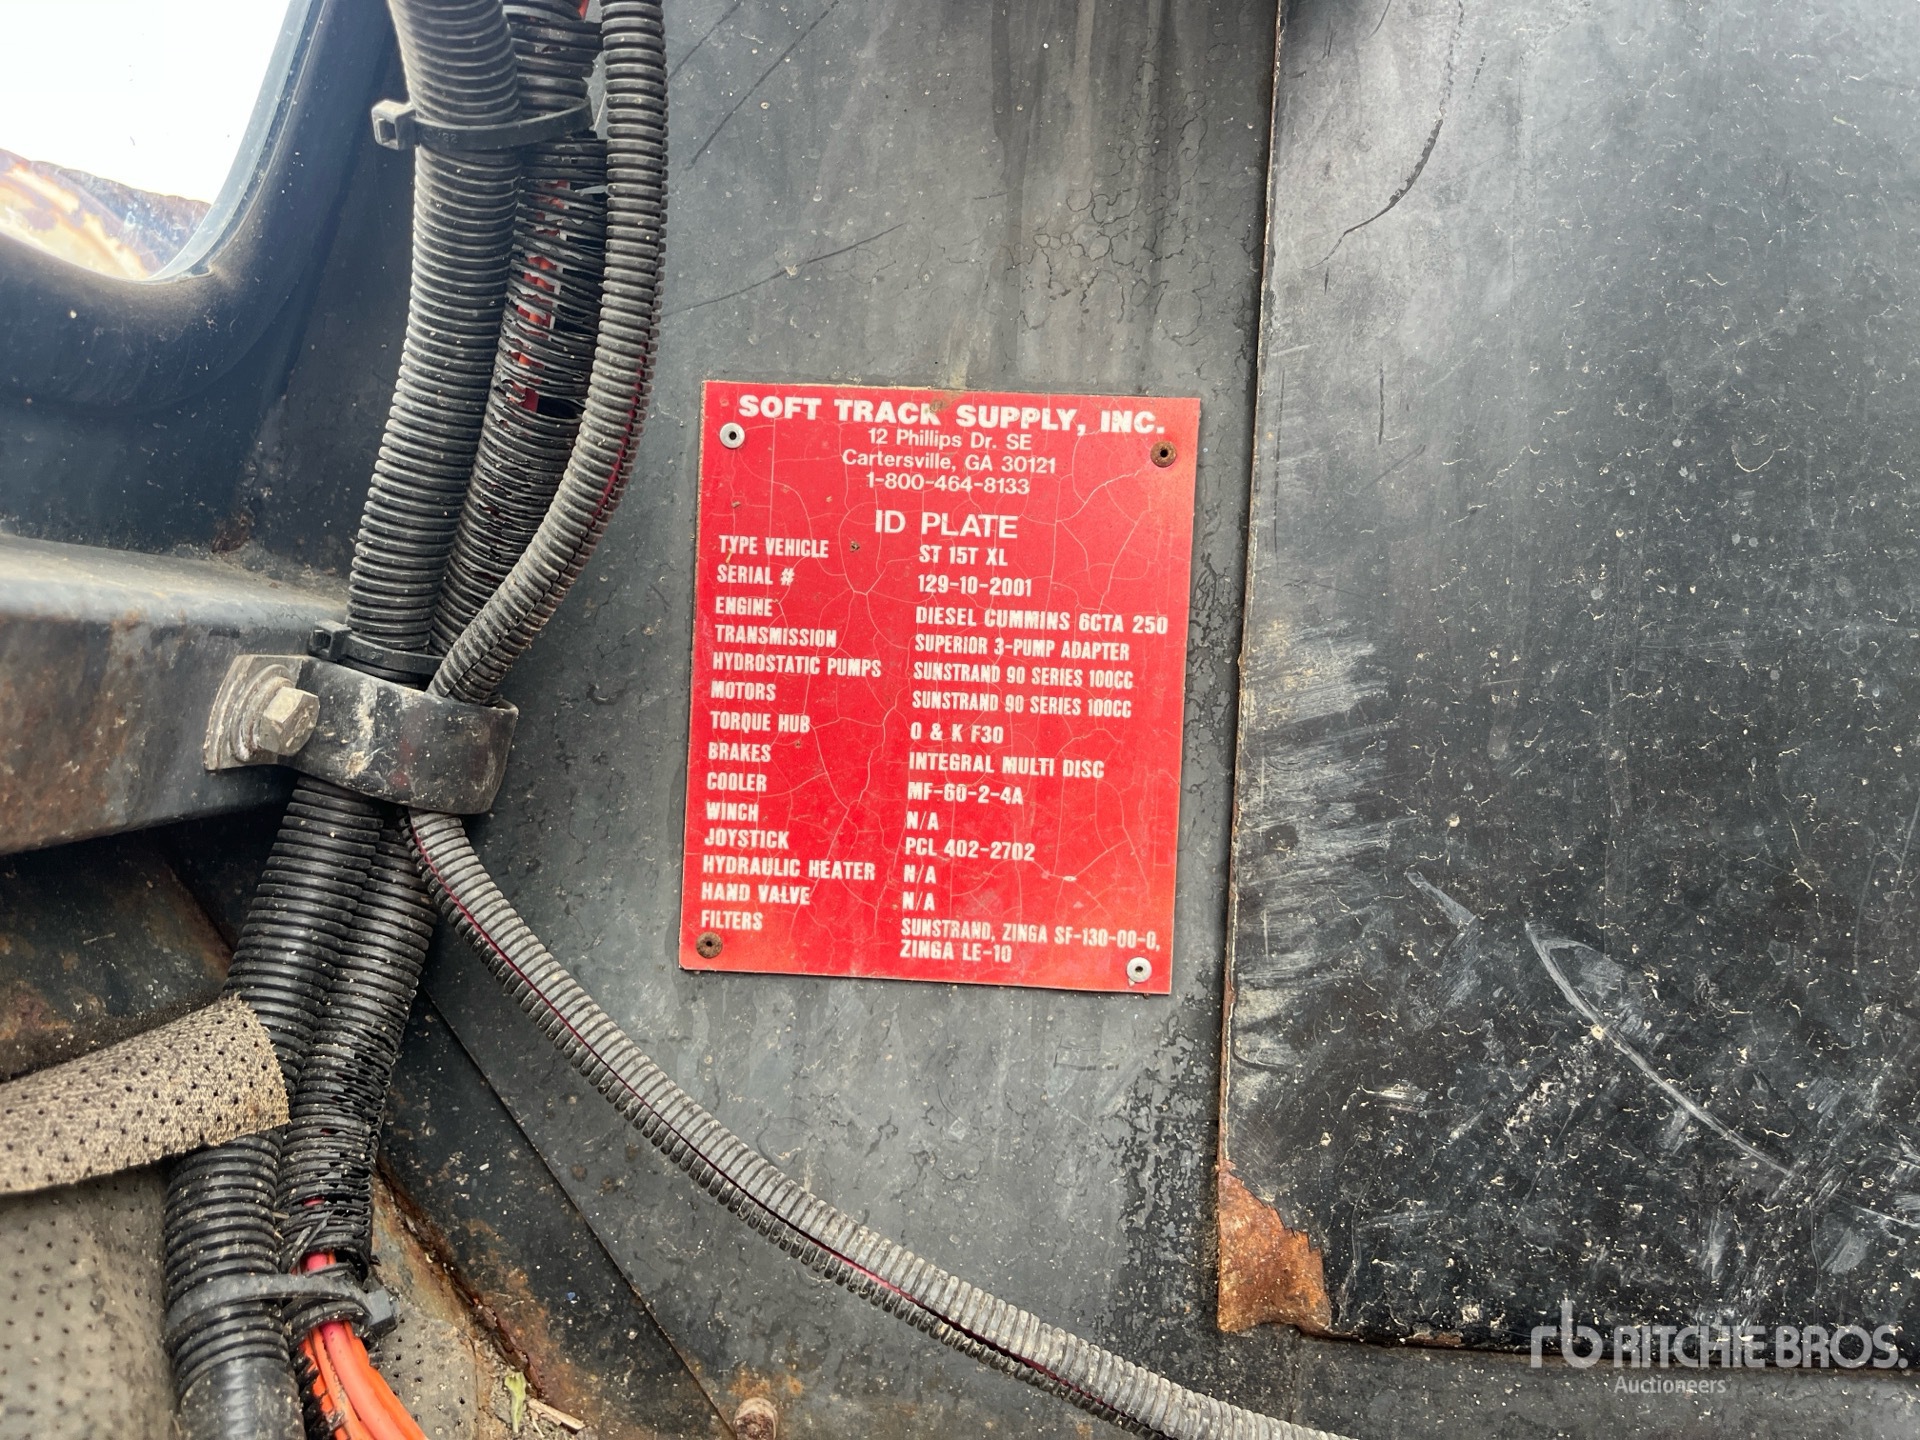 SOFT TRACK SUPPLY, INC.
12 Phillips Dr. SE
Cartersville, GA 30121
1-800-464-8133
ID PLATE
TYPE VEHICLE ST 15T XL
SERIAL # 129-10-2001
ENGINE DIESEL CUMMINS 6CTA 250
TRANSMISSION SUPERIOR 3-PUMP ADAPTER
HYDROSTATIC PUMPS SUNSTRAND 90 SERIES 100CC
MOTORS SUNSTRAND 90 SERIES 100CC
TORQUE HUB O & K F30
BRAKES INTEGRAL MULTI DISC
COOLER MF-60-2-4A
WINCH N/A
JOYSTICK PCL 402-2702
HYDRAULIC HEATER N/A
HAND VALVE N/A
FILTERS SUNSTRAND, ZINGA SF-130-00-0,
ZINGA LE-10
rb RITCHIE BROS.
Auctioneers